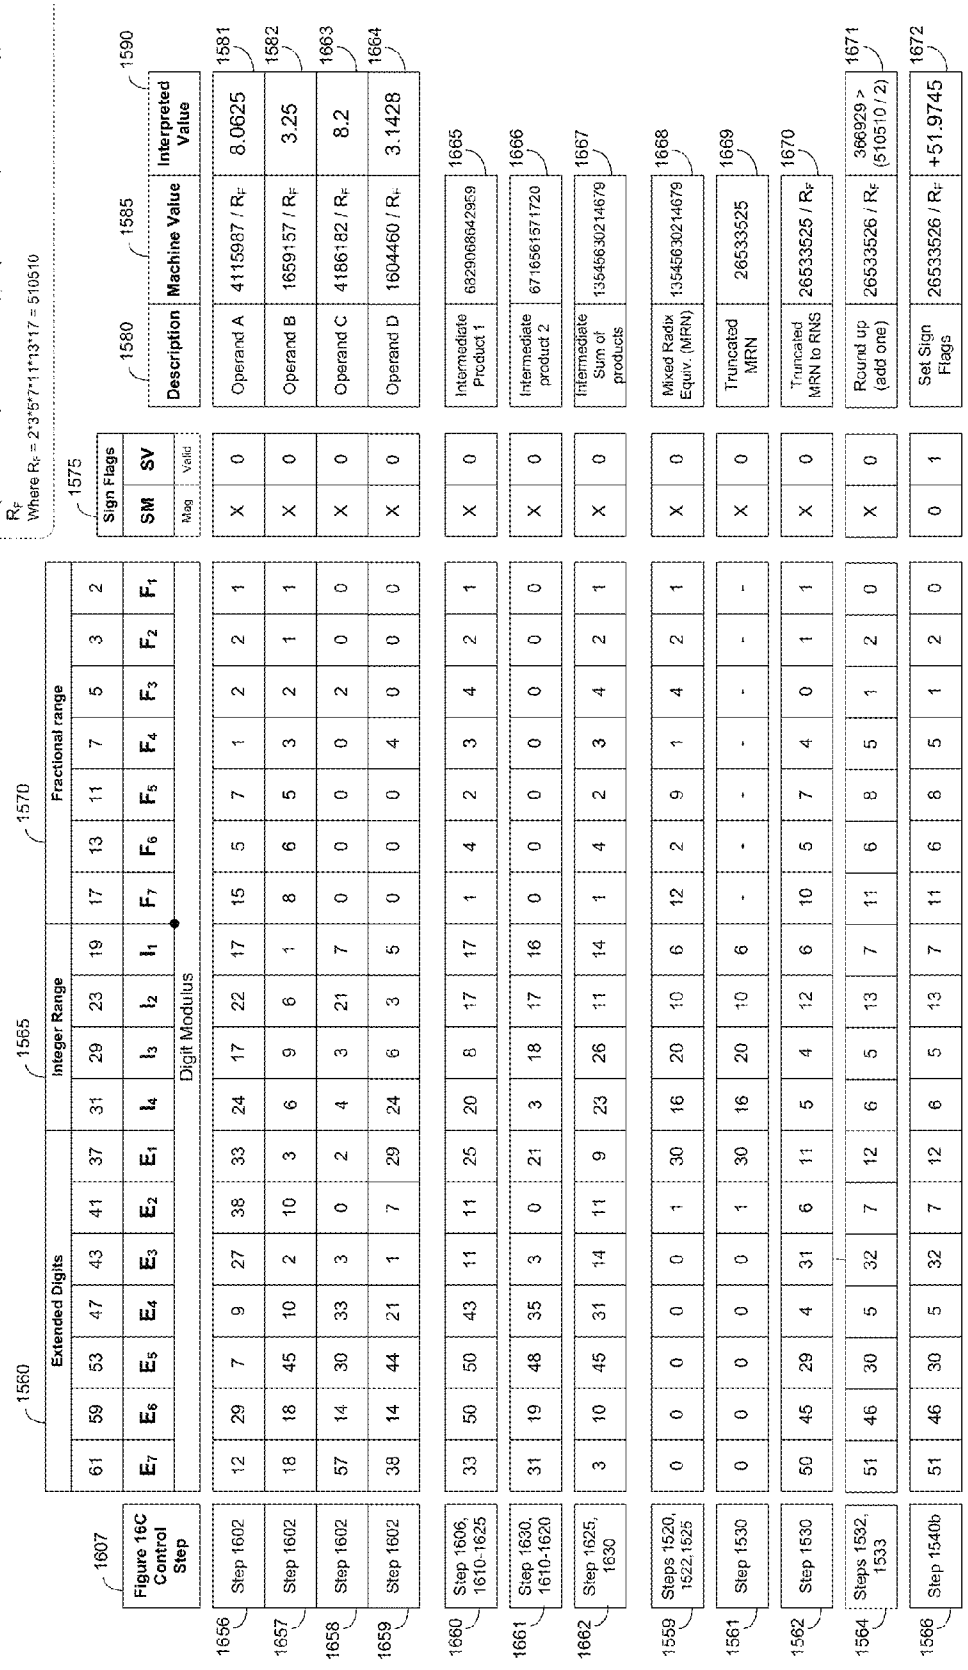 R_F
Where R_F = 2*3*5*7*11*13*17 = 510510
1607 1560 1565 1570 1575 1580 1585 1590
Extended Digits Integer Range Fractional range
61 59 53 47 43 41 37 31 29 23 19 17 13 11 7 5 3 2 Sign Flags
Figure 16C Control Step E7 E6 E5 E4 E3 E2 E1 I4 I3 I2 I1 F7 F6 F5 F4 F3 F2 F1 SM SV Description Machine Value Interpreted Value
Digit Modulus Mag Valid
1656 Step 1602 12 29 7 9 27 38 33 24 17 22 17 15 5 7 1 2 2 1 X 0 Operand A 4115987 / R_F 8.0625 1581
1657 Step 1602 18 18 45 10 2 10 3 6 9 6 1 8 6 5 3 2 1 1 X 0 Operand B 1659157 / R_F 3.25 1582
1658 Step 1602 57 14 30 33 3 0 2 4 3 21 7 0 0 0 0 2 0 0 X 0 Operand C 4186182 / R_F 8.2 1663
1659 Step 1602 38 14 44 21 1 7 29 24 6 3 5 0 0 0 4 0 0 0 X 0 Operand D 1604460 / R_F 3.1428 1664
1660 Step 1606, 1610-1625 33 50 50 43 11 11 25 20 8 17 17 1 4 2 3 4 2 1 X 0 Intermediate Product 1 6829068642959 1665
1661 Step 1630, 1610-1620 31 19 48 35 3 0 21 3 18 17 16 0 0 0 0 0 0 0 X 0 Intermediate product 2 6716561571720 1666
1662 Step 1625, 1630 3 10 45 31 14 11 9 23 26 11 14 1 4 2 3 4 2 1 X 0 Intermediate Sum of products 13545630214679 1667
1559 Steps 1520, 1522,1525 0 0 0 0 0 1 30 16 20 10 6 12 2 9 1 4 2 1 X 0 Mixed Radix Equiv. (MRN) 13545630214679 1668
1561 Step 1530 0 0 0 0 0 1 30 16 20 10 6 - - - - - - - X 0 Truncated MRN 26533525 1669
1562 Step 1530 50 45 29 4 31 6 11 5 4 12 6 10 5 7 4 0 1 1 X 0 Truncated MRN to RNS 26533525 / R_F 1670
1564 Steps 1532, 1533 51 46 30 5 32 7 12 6 5 13 7 11 6 8 5 1 2 0 X 0 Round up (add one) 26533526 / R_F 366929 > (510510 / 2) 1671
1566 Step 1540b 51 46 30 5 32 7 12 6 5 13 7 11 6 8 5 1 2 0 0 1 Set Sign Flags 26533526 / R_F +51.9745 1672